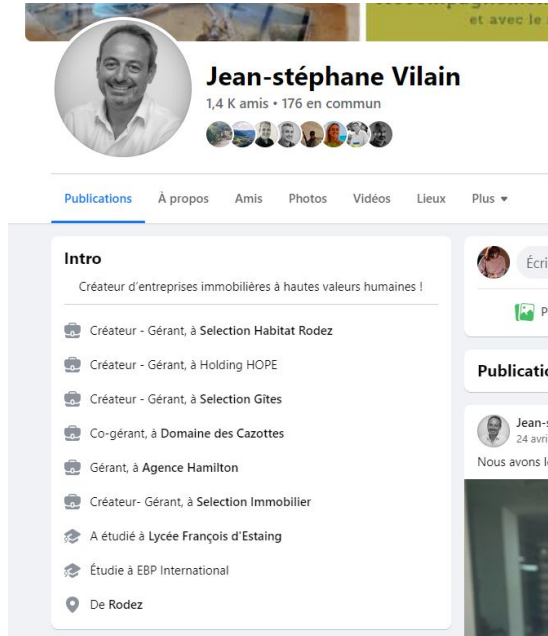 et avec le
Jean-stéphane Vilain
1,4 K amis • 176 en commun
Publications À propos Amis Photos Vidéos Lieux Plus
Intro
Créateur d'entreprises immobilières à hautes valeurs humaines !
Créateur - Gérant, à Selection Habitat Rodez
Créateur - Gérant, à Holding HOPE
Créateur - Gérant, à Selection Gîtes
Co-gérant, à Domaine des Cazottes
Gérant, à Agence Hamilton
Créateur- Gérant, à Selection Immobilier
A étudié à Lycée François d'Estaing
Étudie à EBP International
De Rodez
Écri
P
Publicatio
Jean-s
24 avri
Nous avons l